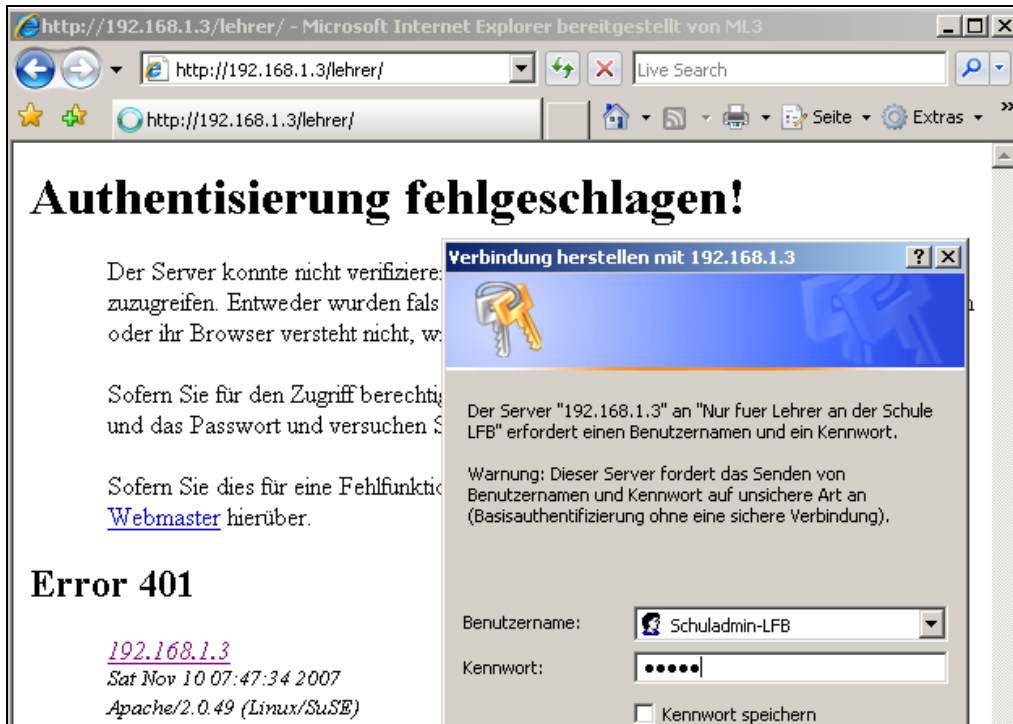 http://192.168.1.3/lehrer/ - Microsoft Internet Explorer bereitgestellt von ML3
http://192.168.1.3/lehrer/
Live Search
http://192.168.1.3/lehrer/
Seite
Extras
»
Authentisierung fehlgeschlagen!
Der Server konnte nicht
zuzugreifen. Entweder wurden
oder ihr Browser versteht nicht,
Sofern Sie für den Zugriff
und das Passwort und versuchen
Sofern Sie dies für eine
Webmaster hierüber.
Error 401
192.168.1.3
Sat Nov 10 07:47:34 2007
Apache/2.0.49 (Linux/SuSE)
Verbindung herstellen mit 192.168.1.3
Der Server "192.168.1.3" an "Nur fuer Lehrer an der Schule
LFB" erfordert einen Benutzernamen und ein Kennwort.
Warnung: Dieser Server fordert das Senden von
Benutzernamen und Kennwort auf unsichere Art an
(Basisauthentifizierung ohne eine sichere Verbindung).
Benutzername:
Schuladmin-LFB
Kennwort:
●●●●●
Kennwort speichern